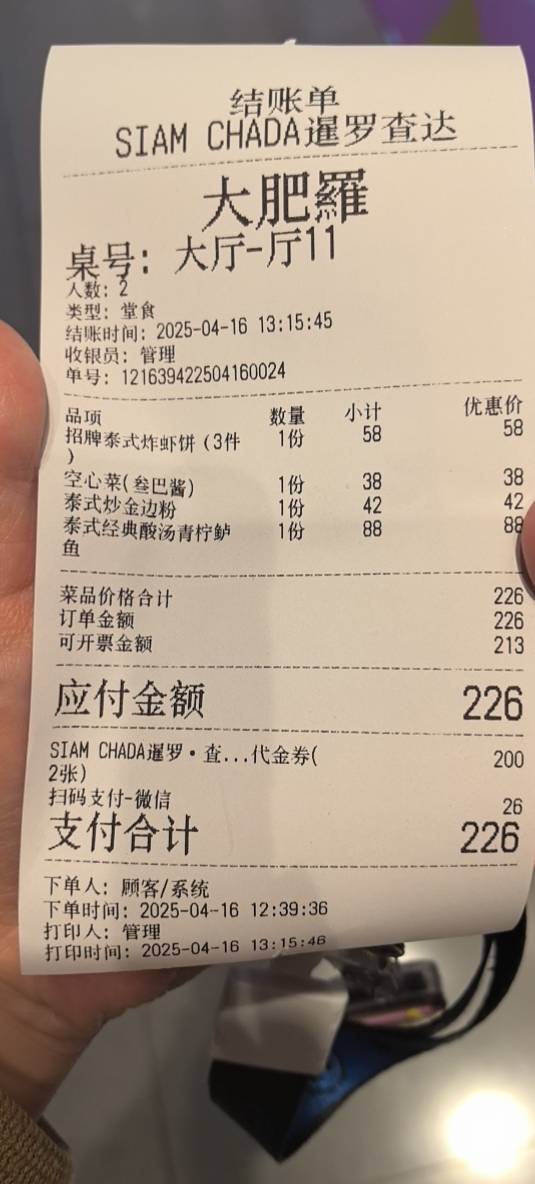 结账单
SIAM CHADA暹罗查达
大肥羅
桌号: 大厅-厅11
人数: 2
类型: 堂食
结账时间: 2025-04-16 13:15:45
收银员: 管理
单号: 121639422504160024
品项 数量 小计 优惠价
招牌泰式炸虾饼(3件 1份 58 58
)
空心菜(叁巴酱) 1份 38 38
泰式炒金边粉 1份 42 42
泰式经典酸汤青柠鲈 1份 88 88
鱼
菜品价格合计 226
订单金额 226
可开票金额 213
应付金额 226
SIAM CHADA暹罗•查...代金券( 200
2张)
扫码支付-微信 26
支付合计 226
下单人: 顾客/系统
下单时间: 2025-04-16 12:39:36
打印人: 管理
打印时间: 2025-04-16 13:15:46